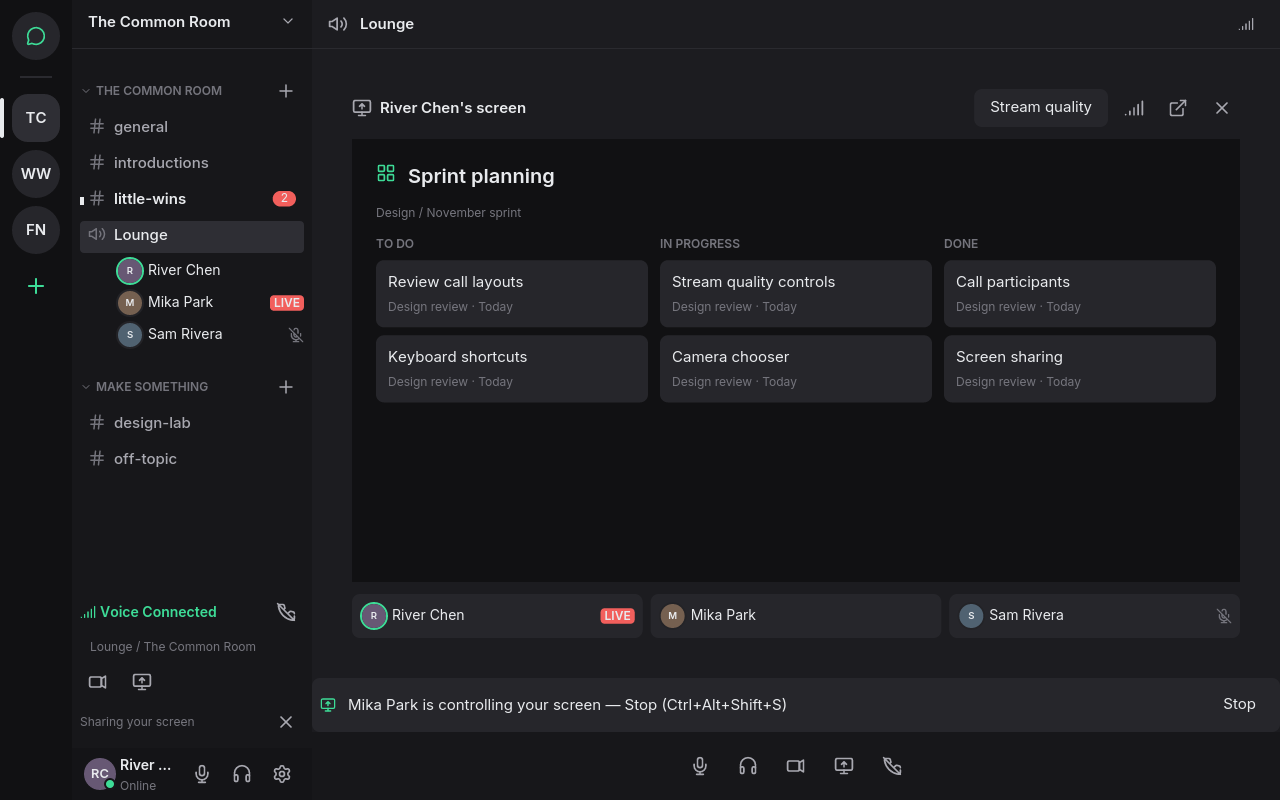 The Common Room
TC
WW
FN
THE COMMON ROOM
general
introductions
little-wins 2
Lounge
R River Chen
M Mika Park LIVE
S Sam Rivera
MAKE SOMETHING
design-lab
off-topic
Voice Connected
Lounge / The Common Room
Sharing your screen
RC River ...
Online
Lounge
River Chen's screen
Stream quality
Sprint planning
Design / November sprint
TO DO
Review call layouts
Design review · Today
Keyboard shortcuts
Design review · Today
IN PROGRESS
Stream quality controls
Design review · Today
Camera chooser
Design review · Today
DONE
Call participants
Design review · Today
Screen sharing
Design review · Today
R River Chen LIVE
M Mika Park
S Sam Rivera
Mika Park is controlling your screen — Stop (Ctrl+Alt+Shift+S)
Stop